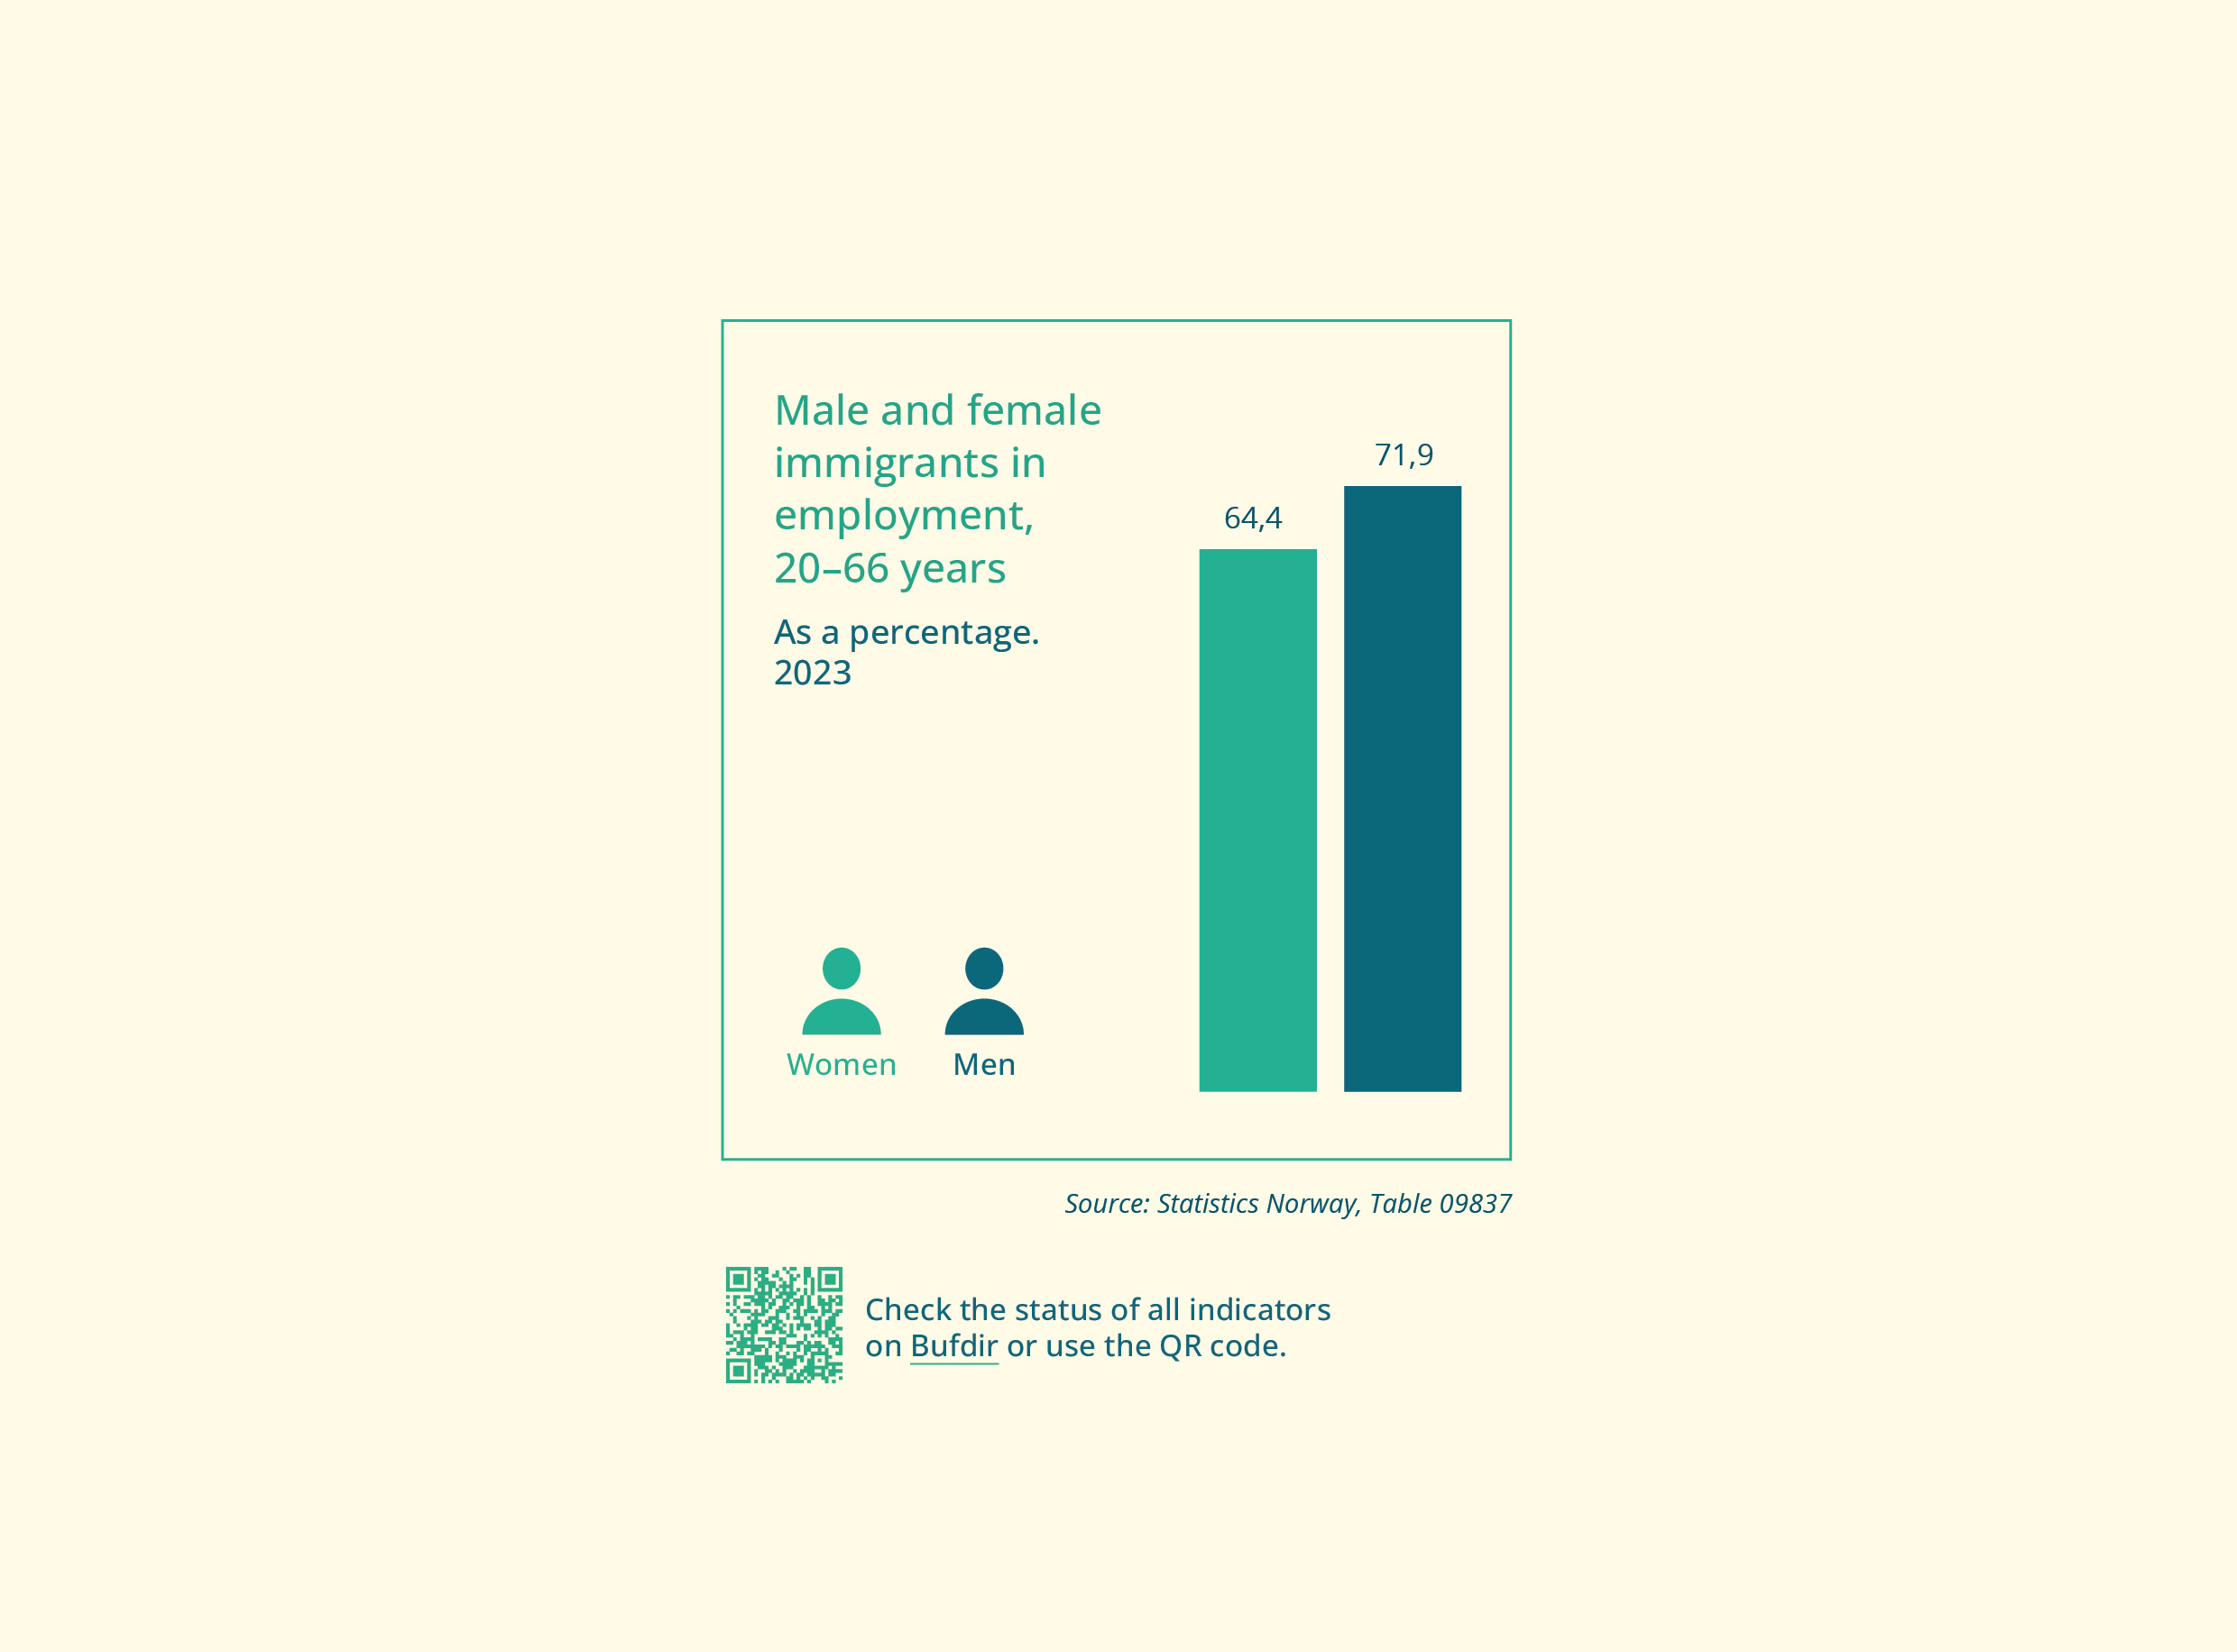 Male and female
immigrants in
employment,
20–66 years
As a percentage.
2023
64,4
71,9
Women
Men
Source: Statistics Norway, Table 09837
Check the status of all indicators
on Bufdir or use the QR code.